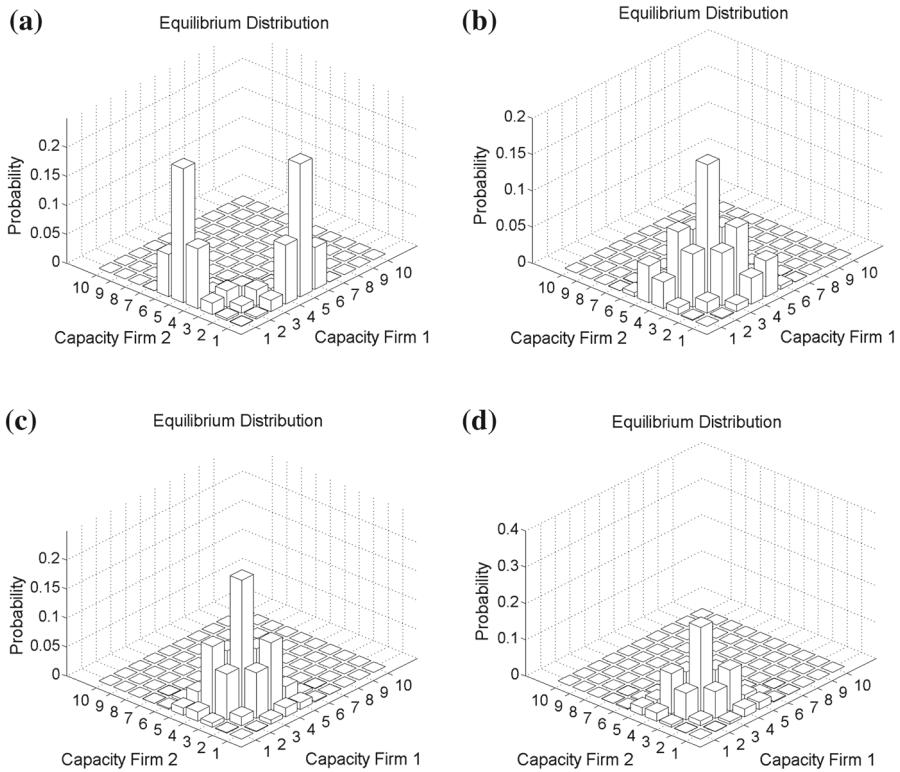 (a)
Equilibrium Distribution
0.2
0.15
0.1
0.05
0
Probability
10 9 8 7 6 5 4 3 2 1
Capacity Firm 2
1 2 3 4 5 6 7 8 9 10
Capacity Firm 1
(b)
Equilibrium Distribution
0.2
0.15
0.1
0.05
0
Probability
10 9 8 7 6 5 4 3 2 1
Capacity Firm 2
1 2 3 4 5 6 7 8 9 10
Capacity Firm 1
(c)
Equilibrium Distribution
0.2
0.15
0.1
0.05
0
Probability
10 9 8 7 6 5 4 3 2 1
Capacity Firm 2
1 2 3 4 5 6 7 8 9 10
Capacity Firm 1
(d)
Equilibrium Distribution
0.4
0.3
0.2
0.1
0
Probability
10 9 8 7 6 5 4 3 2 1
Capacity Firm 2
1 2 3 4 5 6 7 8 9 10
Capacity Firm 1